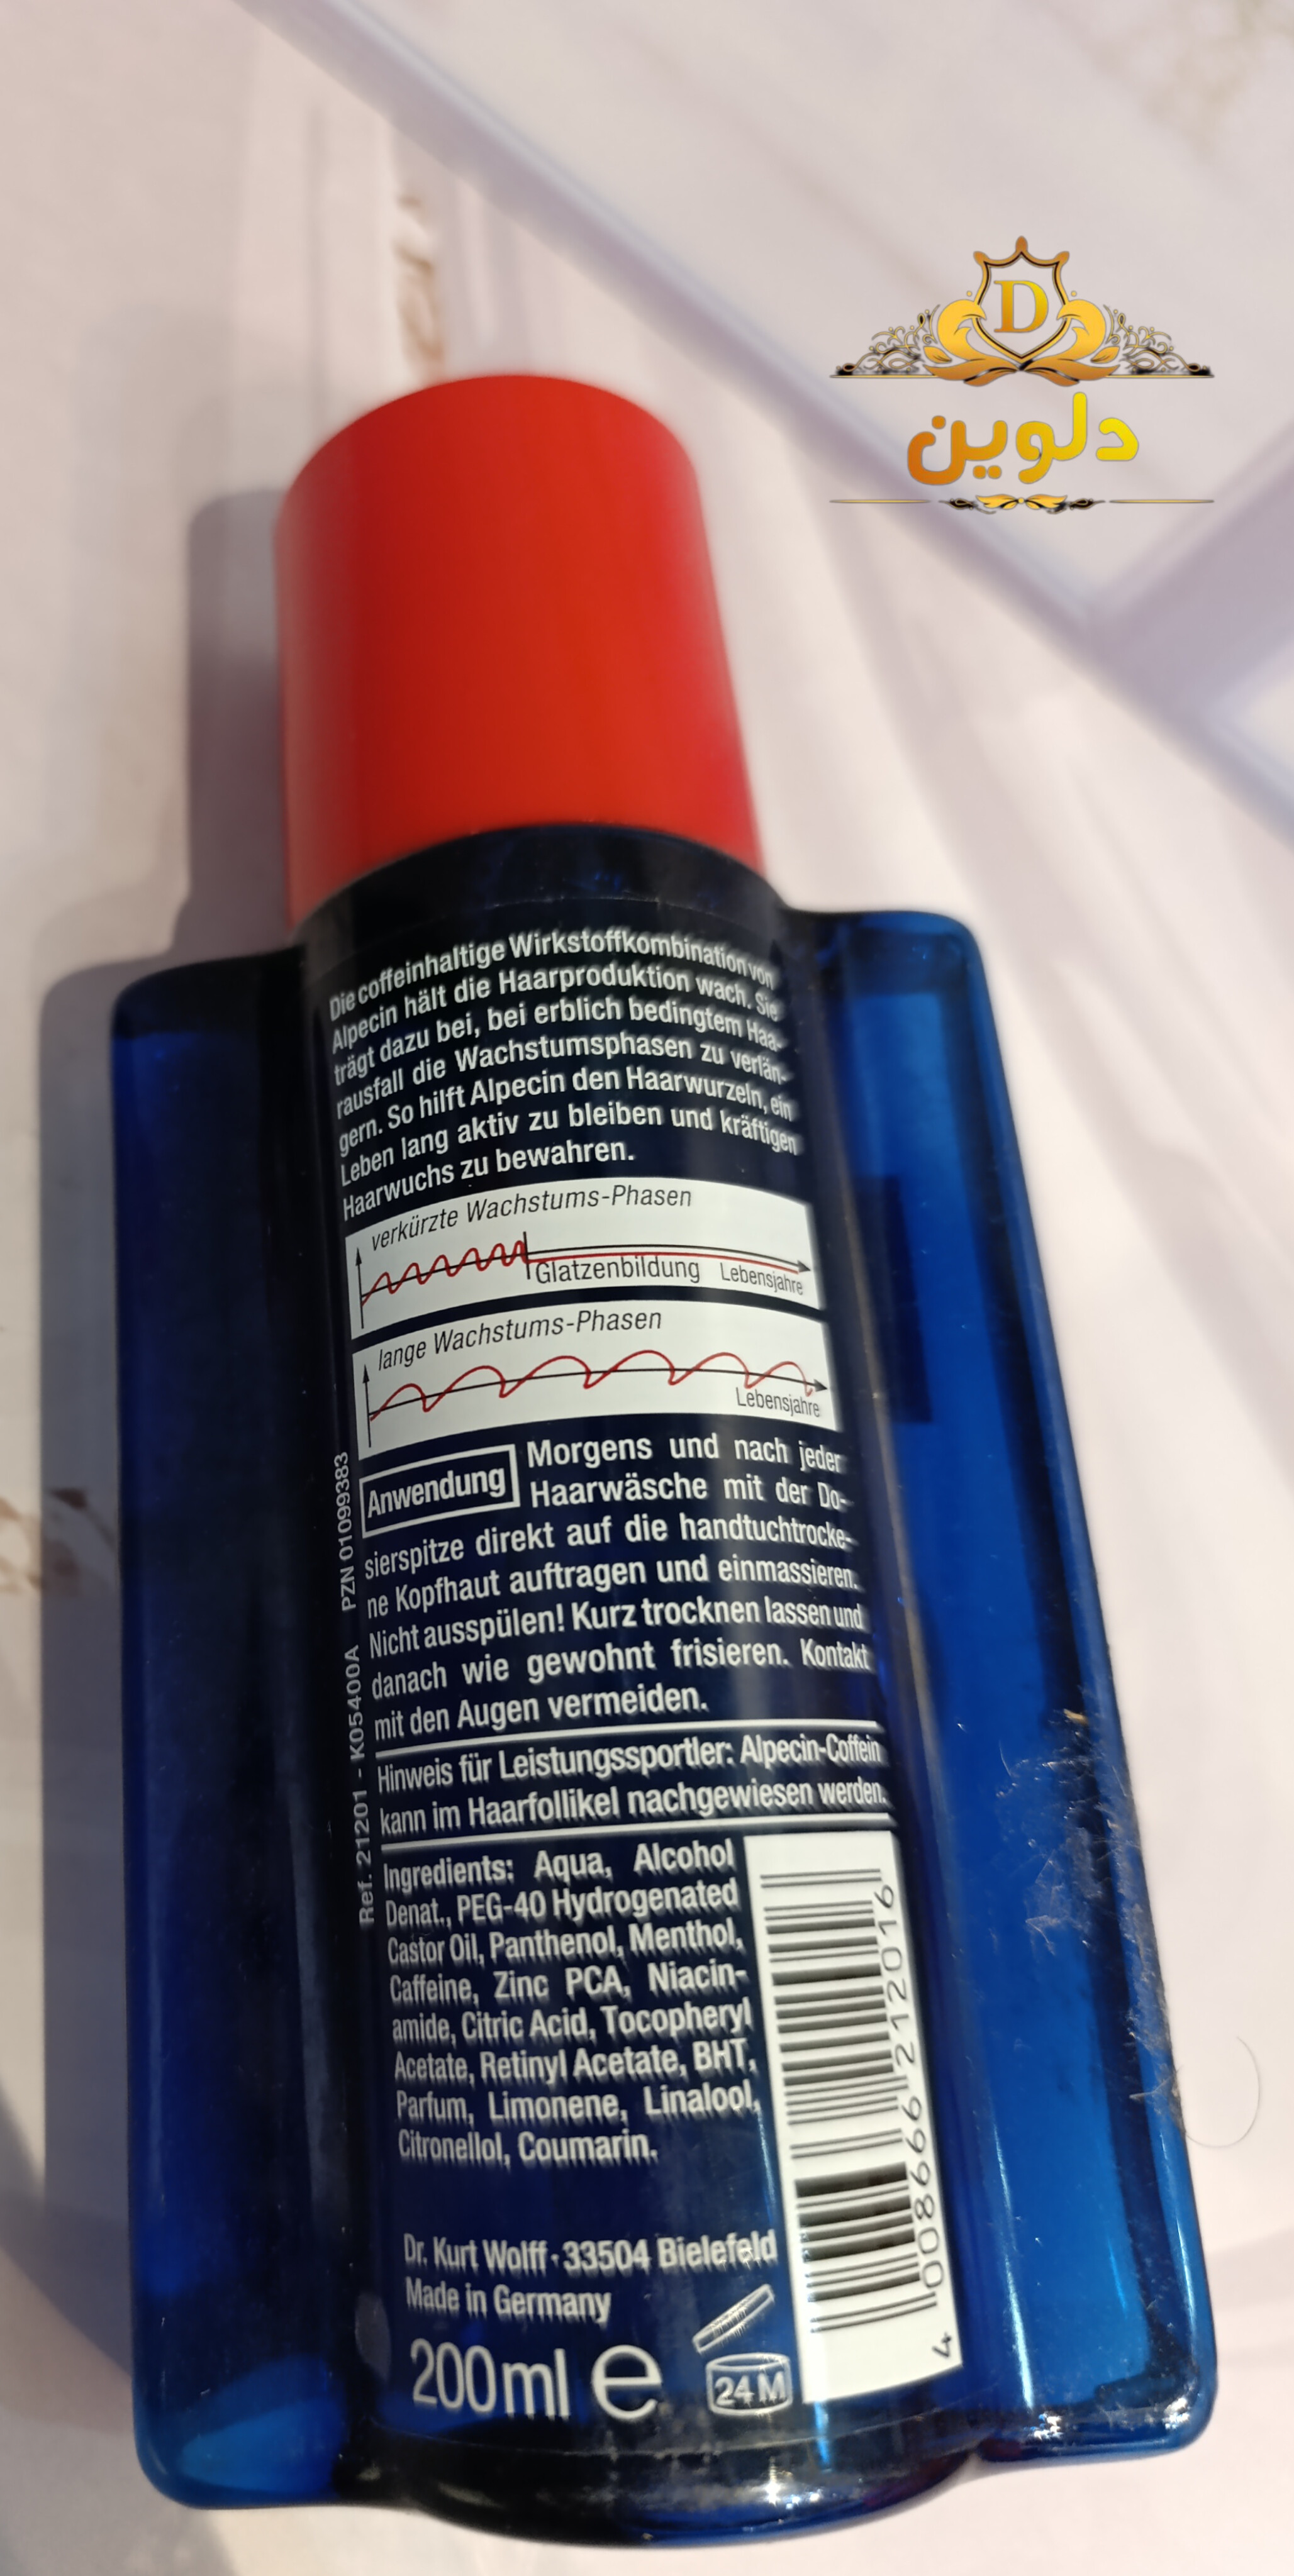 D
دلوین
Die coffeinhaltige Wirkstoffkombination von
Alpecin hält die Haarproduktion wach. Sie
trägt dazu bei, bei erblich bedingtem Haa-
rausfall die Wachstumsphasen zu verlän-
gern. So hilft Alpecin den Haarwurzeln, ein
Leben lang aktiv zu bleiben und kräftigen
Haarwuchs zu bewahren.
verkürzte Wachstums-Phasen
Glatzenbildung Lebensjahre
lange Wachstums-Phasen
Lebensjahre
Anwendung Morgens und nach jeder
Haarwäsche mit der Do-
sierspitze direkt auf die handtuchtrocke-
ne Kopfhaut auftragen und einmassieren.
Nicht ausspülen! Kurz trocknen lassen und
danach wie gewohnt frisieren. Kontakt
mit den Augen vermeiden.
Hinweis für Leistungssportler: Alpecin-Coffein
kann im Haarfollikel nachgewiesen werden.
Ref. 21201 - K05400A PZN 01099383
Ingredients: Aqua, Alcohol
Denat., PEG-40 Hydrogenated
Castor Oil, Panthenol, Menthol,
Caffeine, Zinc PCA, Niacin-
amide, Citric Acid, Tocopheryl
Acetate, Retinyl Acetate, BHT,
Parfum, Limonene, Linalool,
Citronellol, Coumarin.
4 008666 212016
Dr. Kurt Wolff · 33504 Bielefeld
Made in Germany
200ml e
24 M